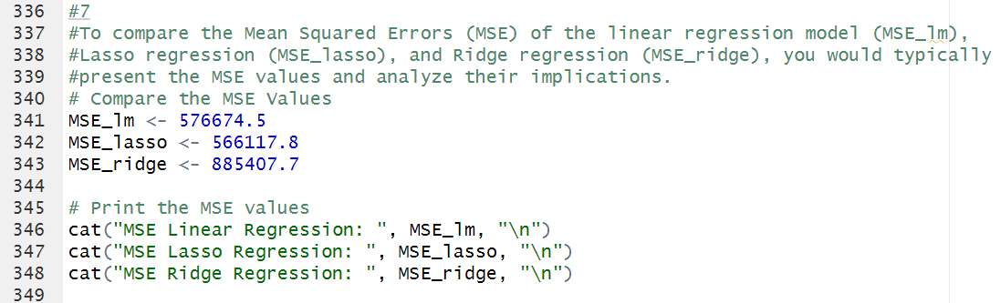 336 #7
337 #To compare the Mean Squared Errors (MSE) of the linear regression model (MSE_lm),
338 #Lasso regression (MSE_lasso), and Ridge regression (MSE_ridge), you would typically
339 #present the MSE values and analyze their implications.
340 # Compare the MSE Values
341 MSE_lm <- 576674.5
342 MSE_lasso <- 566117.8
343 MSE_ridge <- 885407.7
344
345 # Print the MSE values
346 cat("MSE Linear Regression: ", MSE_lm, "\n")
347 cat("MSE Lasso Regression: ", MSE_lasso, "\n")
348 cat("MSE Ridge Regression: ", MSE_ridge, "\n")
349